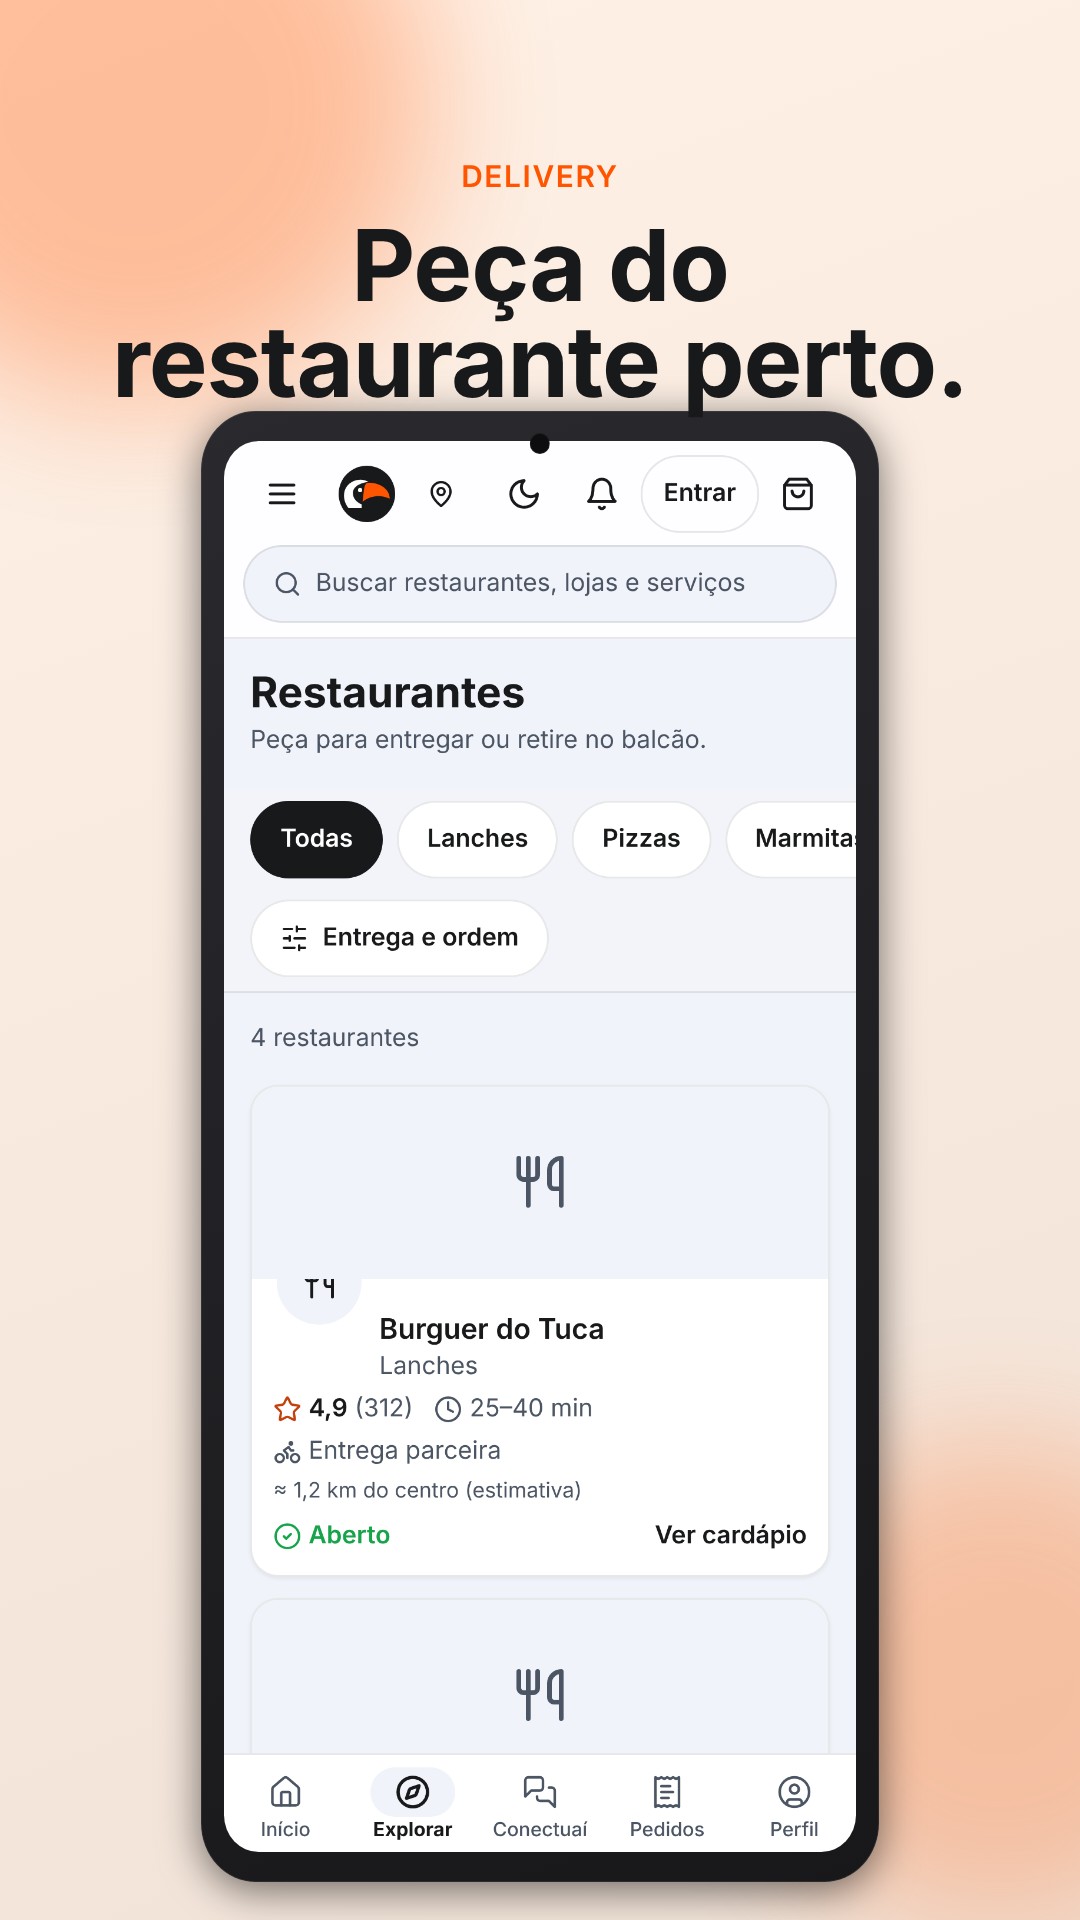 DELIVERY
Peça do
restaurante perto.
Entrar
Buscar restaurantes, lojas e serviços
Restaurantes
Peça para entregar ou retire no balcão.
Todas Lanches Pizzas Marmitas
Entrega e ordem
4 restaurantes
Burguer do Tuca
Lanches
4,9 (312) 25–40 min
Entrega parceira
≈ 1,2 km do centro (estimativa)
Aberto Ver cardápio
Início Explorar Conectuaí Pedidos Perfil